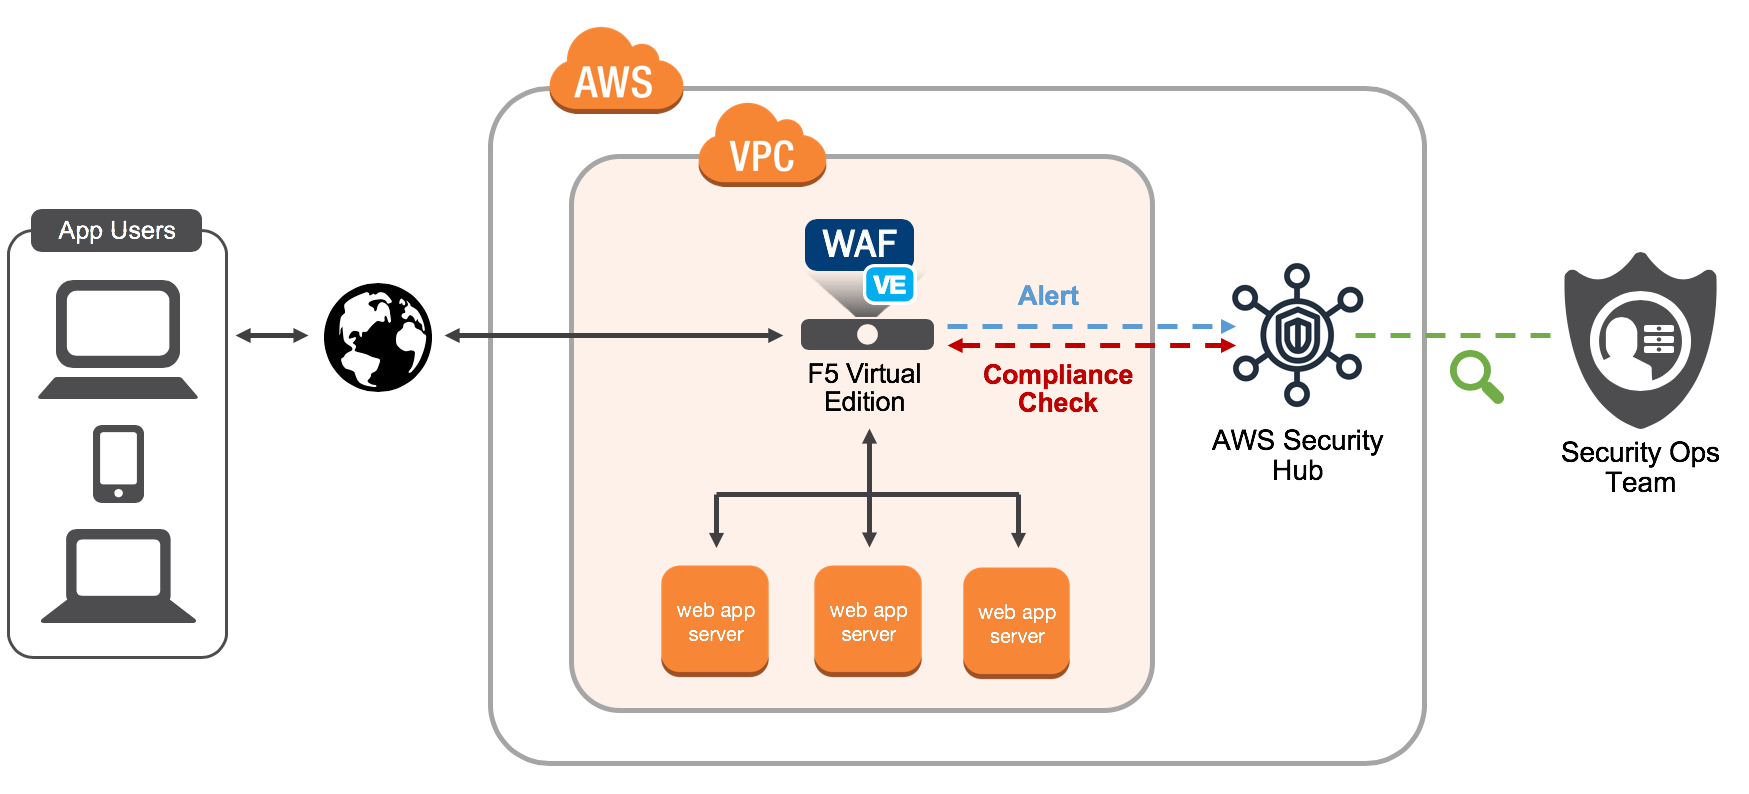 AWS
VPC
App Users
WAF
VE
Alert
F5 Virtual
Edition
Compliance
Check
AWS Security
Hub
Security Ops
Team
web app
server
web app
server
web app
server